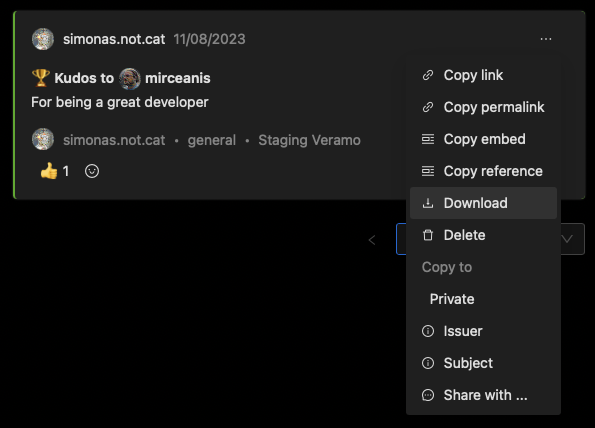 simonas.not.cat 11/08/2023
🏆 Kudos to mirceanis
For being a great developer
simonas.not.cat • general • Staging Veramo
👍 1
Copy link
Copy permalink
Copy embed
Copy reference
Download
Delete
Copy to
Private
Issuer
Subject
Share with ...